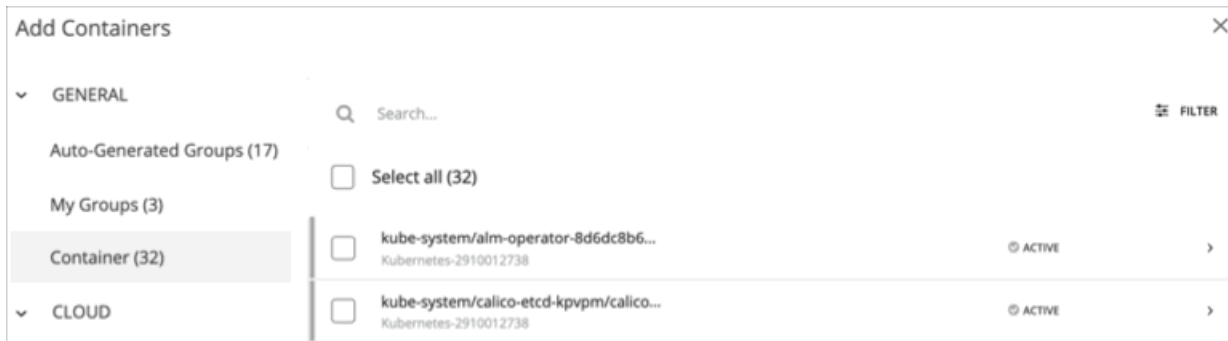 Add Containers
GENERAL
Auto-Generated Groups (17)
My Groups (3)
Container (32)
CLOUD
Search...
FILTER
Select all (32)
kube-system/alm-operator-8d6dc8b6...
Kubernetes-2910012738
ACTIVE
kube-system/calico-etcd-kpvpm/calico...
Kubernetes-2910012738
ACTIVE